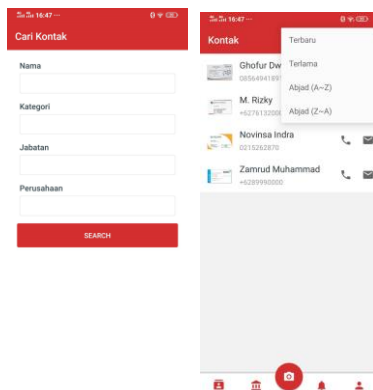 16:47
Cari Kontak
Nama
Kategori
Jabatan
Perusahaan
SEARCH
16:47
Kontak
Terbaru
Terlama
Abjad (A~Z)
Abjad (Z~A)
Ghofur Dw
M. Rizky
Novinsa Indra
0215262870
Zamrud Muhammad
+6289990000